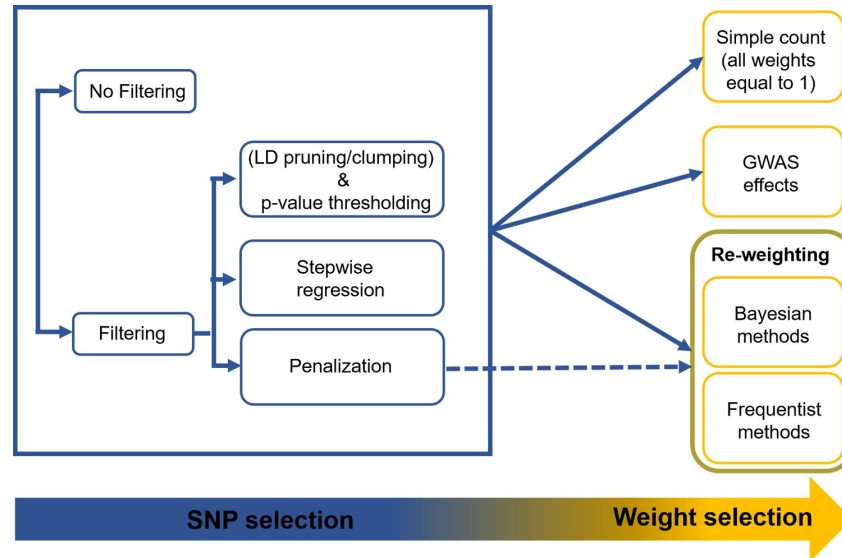 No Filtering
(LD pruning/clumping)
&
p-value thresholding
Stepwise
regression
Filtering
Penalization
Simple count
(all weights
equal to 1)
GWAS
effects
Re-weighting
Bayesian
methods
Frequentist
methods
SNP selection
Weight selection